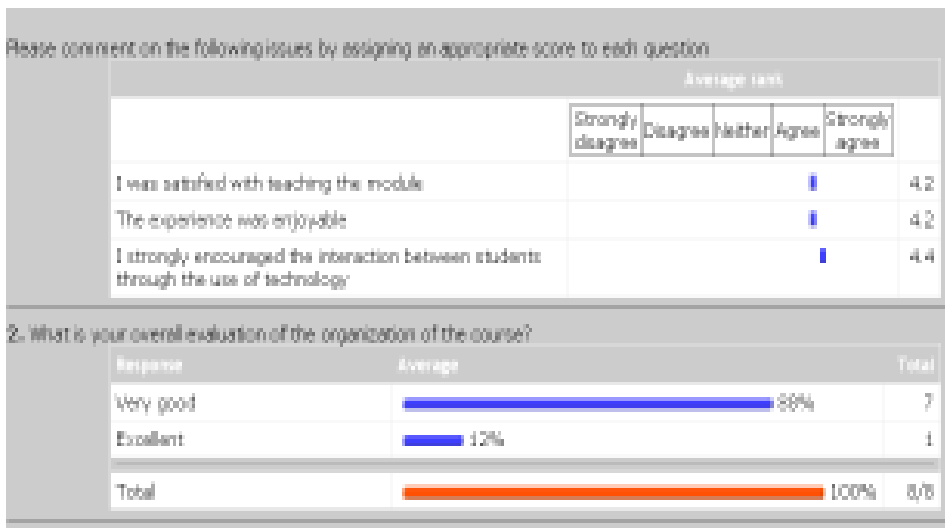 Please comment on the following issues by assigning an appropriate score to each question
Average rank
Strongly disagree Disagree Neither Agree Strongly agree
I was satisfied with teaching the module 4.2
The experience was enjoyable 4.2
I strongly encouraged the interaction between students
through the use of technology 4.4
2. What is your overall evaluation of the organization of the course?
Response Average Total
Very good 88% 7
Excellent 12% 1
Total 100% 8/8